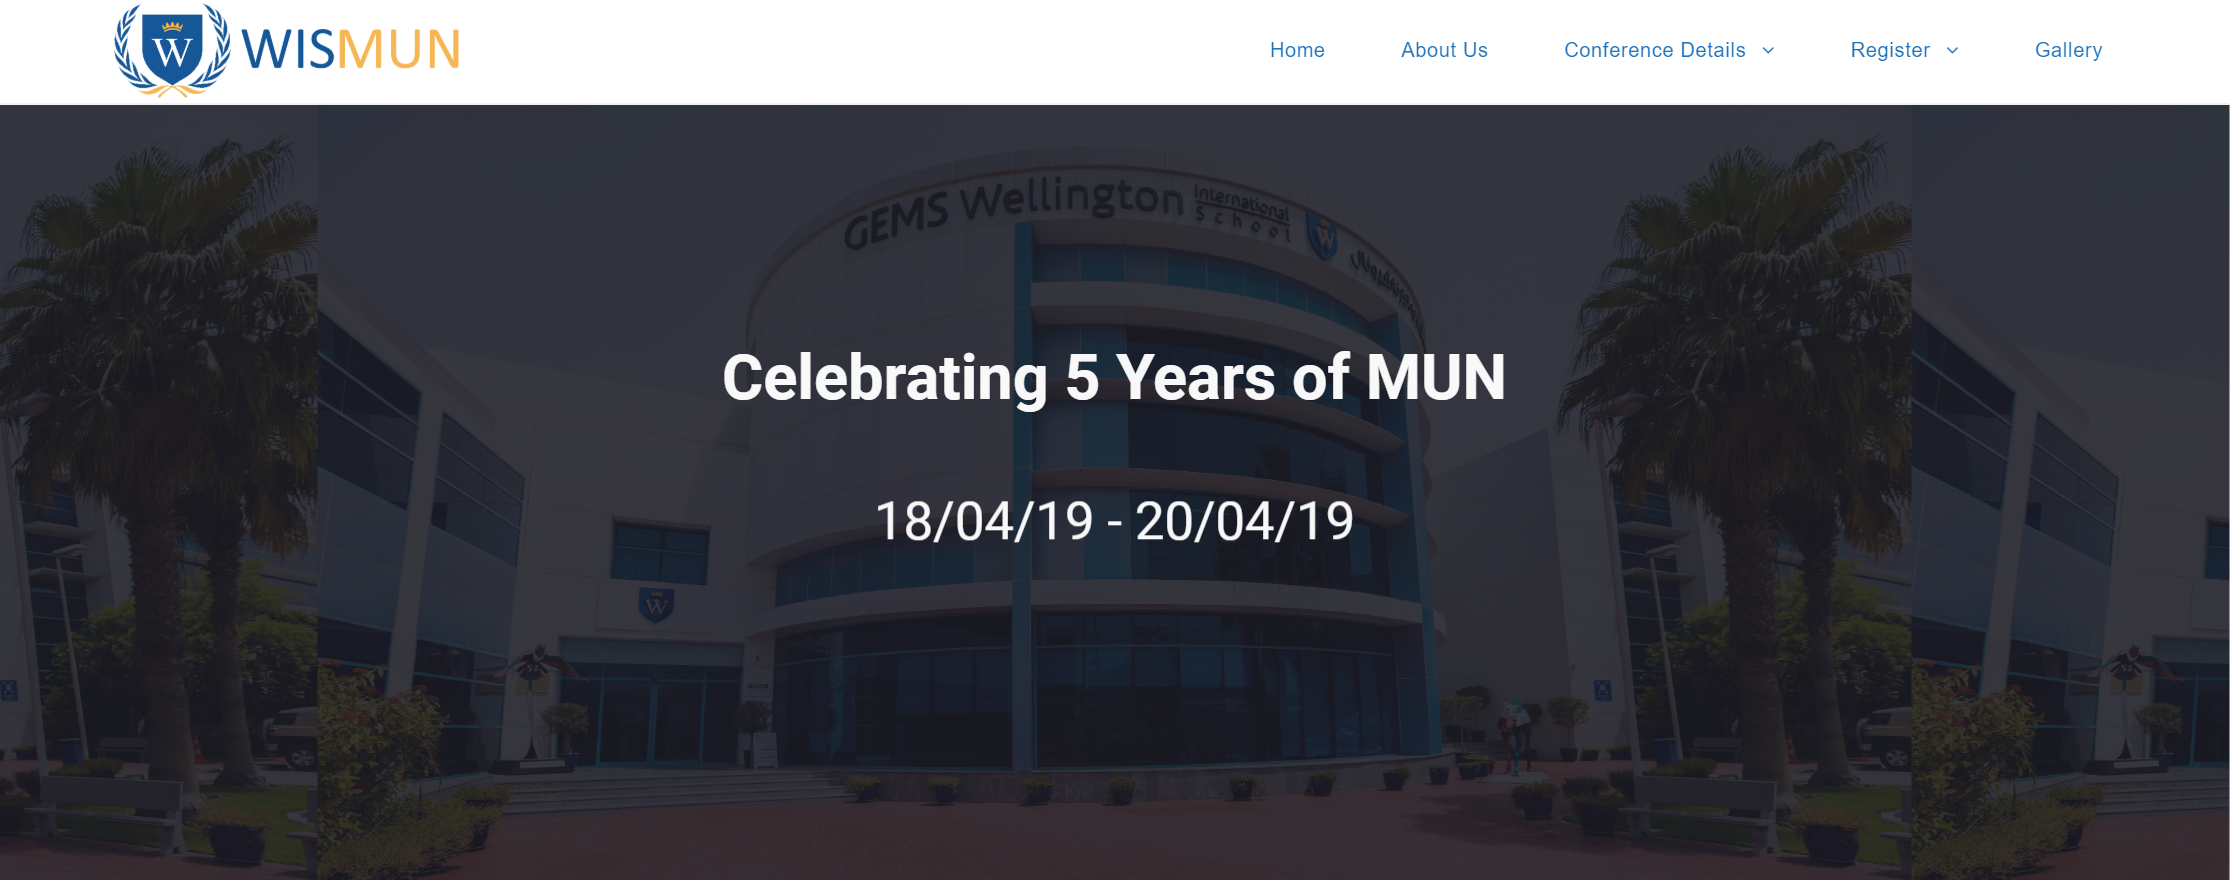 W WISMUN
Home About Us Conference Details Register Gallery
GEMS Wellington International School W
Celebrating 5 Years of MUN
18/04/19 - 20/04/19
W